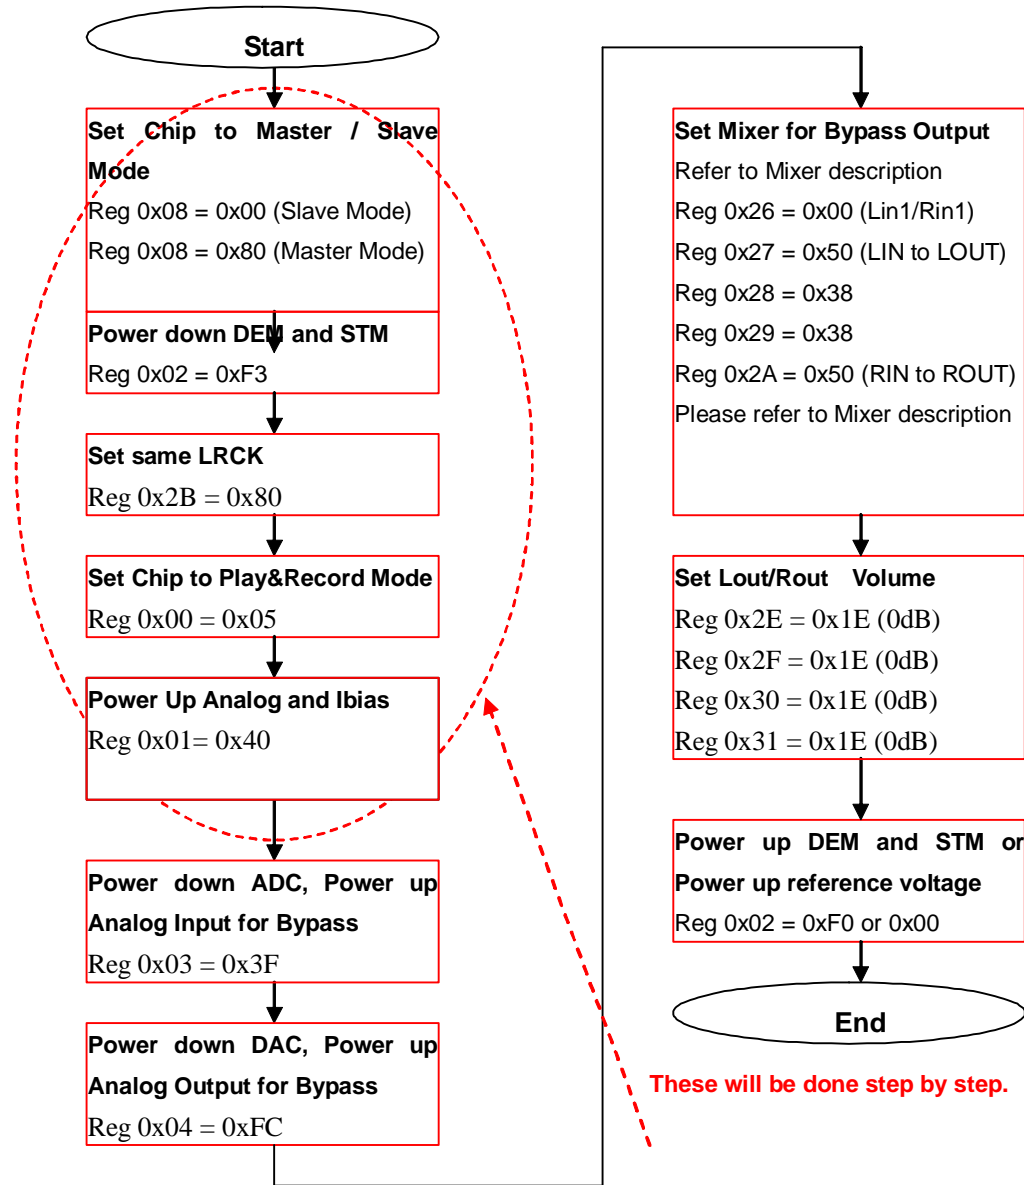 Start
Set Chip to Master / Slave
Mode
Reg 0x08 = 0x00 (Slave Mode)
Reg 0x08 = 0x80 (Master Mode)
Power down DEM and STM
Reg 0x02 = 0xF3
Set same LRCK
Reg 0x2B = 0x80
Set Chip to Play&Record Mode
Reg 0x00 = 0x05
Power Up Analog and Ibias
Reg 0x01= 0x40
Power down ADC, Power up
Analog Input for Bypass
Reg 0x03 = 0x3F
Power down DAC, Power up
Analog Output for Bypass
Reg 0x04 = 0xFC
Set Mixer for Bypass Output
Refer to Mixer description
Reg 0x26 = 0x00 (Lin1/Rin1)
Reg 0x27 = 0x50 (LIN to LOUT)
Reg 0x28 = 0x38
Reg 0x29 = 0x38
Reg 0x2A = 0x50 (RIN to ROUT)
Please refer to Mixer description
Set Lout/Rout Volume
Reg 0x2E = 0x1E (0dB)
Reg 0x2F = 0x1E (0dB)
Reg 0x30 = 0x1E (0dB)
Reg 0x31 = 0x1E (0dB)
Power up DEM and STM or
Power up reference voltage
Reg 0x02 = 0xF0 or 0x00
End
These will be done step by step.